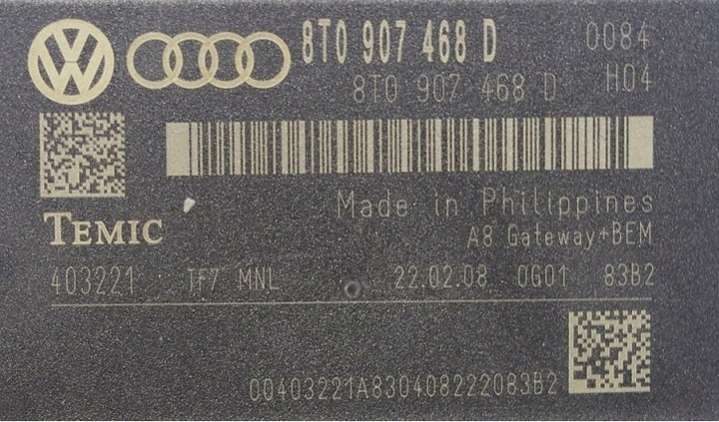 8T0 907 468 D 0084
8T0 907 468 D H04
Made in Philippines
TEMIC A8 Gateway+BEM
403221 TF7 MNL 22.02.08 0G01 83B2
00403221A830408222083B2